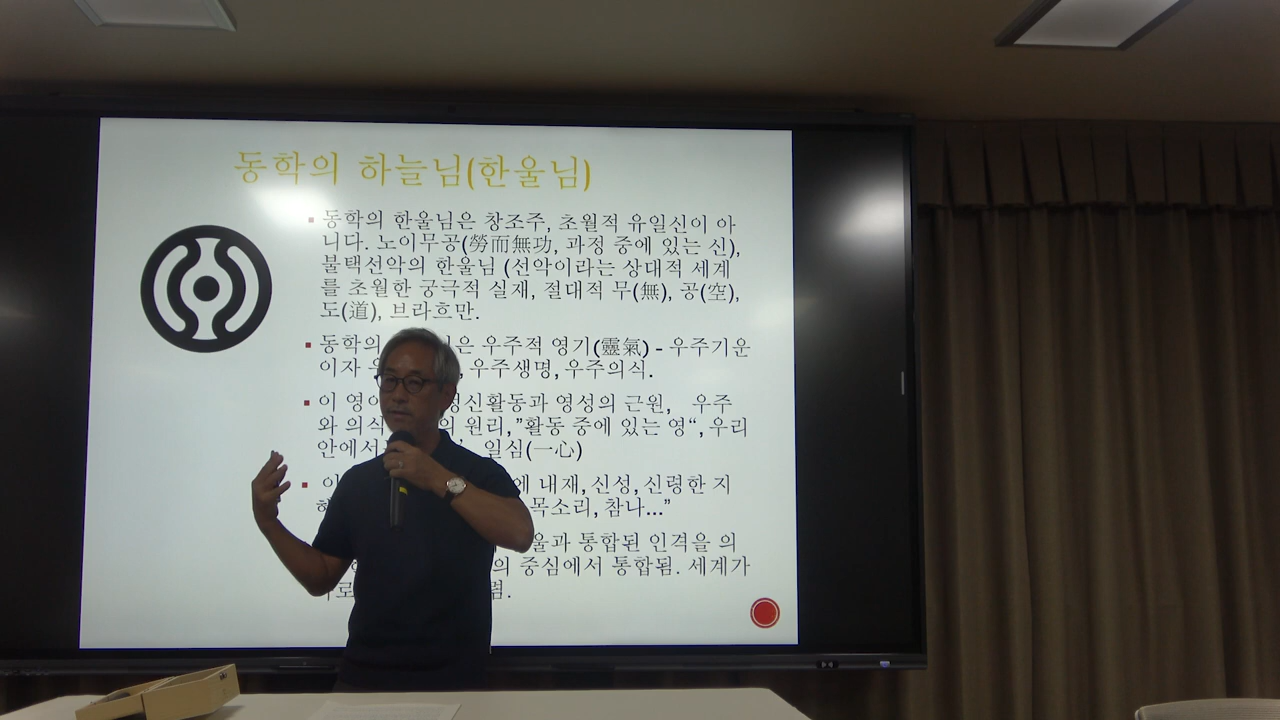 동학의 하늘님(한울님)
동학의 한울님은 창조주, 초월적 유일신이 아
니다. 노이무공(勞而無功, 과정 중에 있는 신),
불택선악의 한울님 (선악이라는 상대적 세계
를 초월한 궁극적 실재, 절대적 무(無), 공(空),
도(道), 브라흐만.
동학의 은 우주적 영기(靈氣) - 우주기운
이자 , 우주생명, 우주의식.
이 영 정신활동과 영성의 근원, 우주
와 의식 의 원리, ”활동 중에 있는 영“, 우리
안에서 일심(一心)
이 에 내재, 신성, 신령한 지
목소리, 참나...”
통합된 인격을 의
의 중심에서 통합됨. 세계가